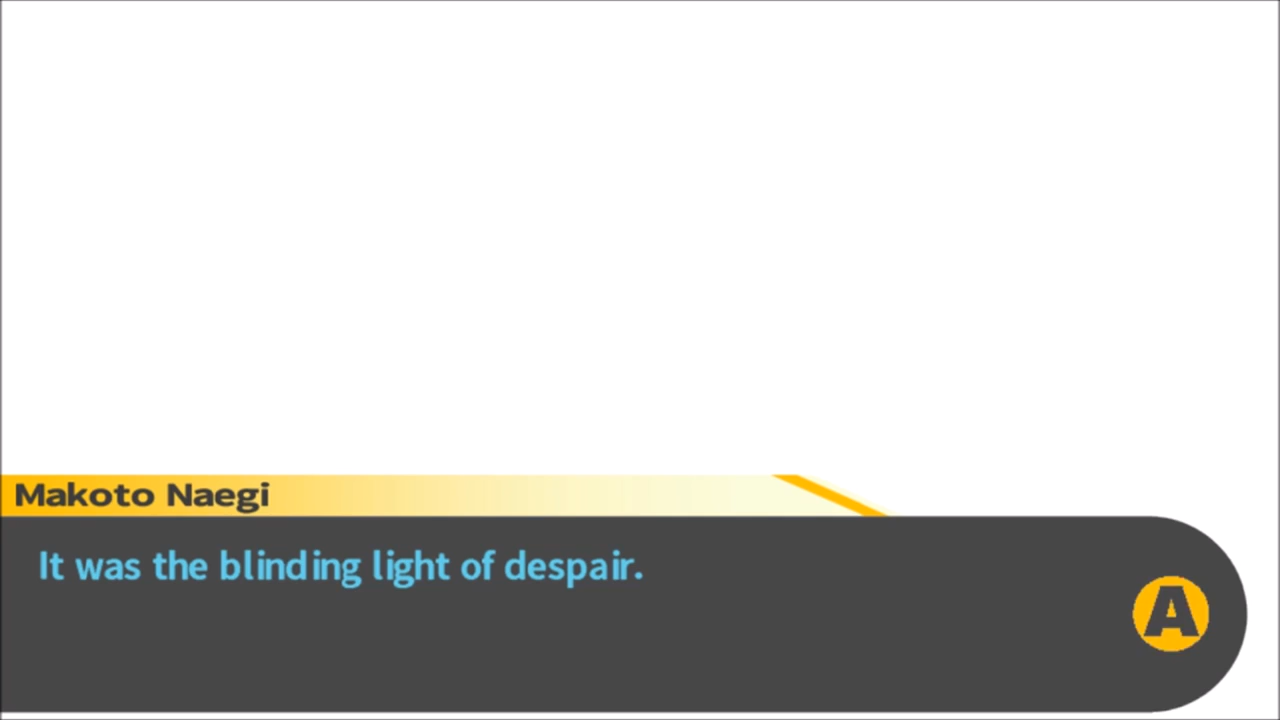 Makoto Naegi
It was the blinding light of despair.
A